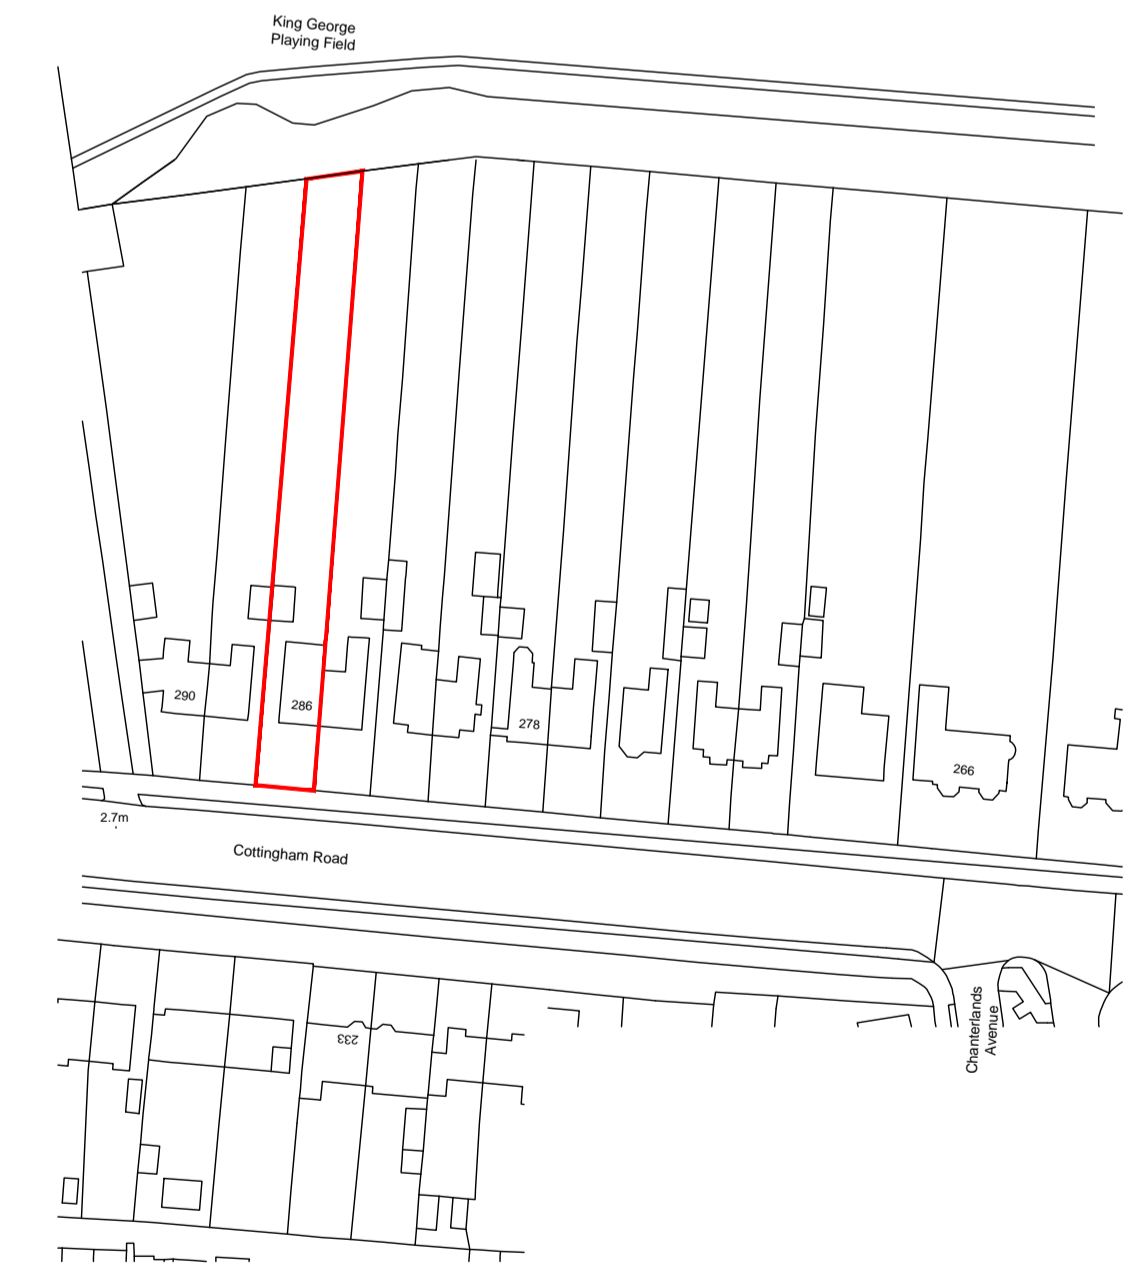 King George
Playing Field
290
286
278
266
2.7m
Cottingham Road
233
Chanterlands
Avenue